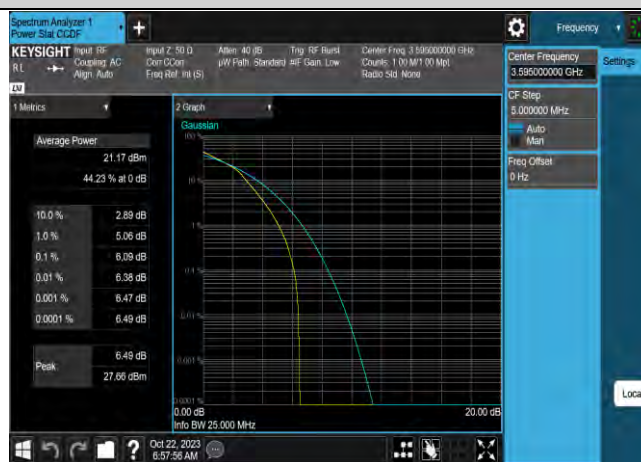 Spectrum Analyzer 1
Power Stat CCDF
Frequency
KEYSIGHT
Input: RF
Coupling: AC
Align: Auto
Input Z: 50 Ω
Corr CCorr
Freq Ref: Int (S)
Atten: 40 dB
µW Path: Standard
Trig: RF Burst
#IF Gain: Low
Center Freq: 3.595000000 GHz
Counts: 1.00 M/1.00 Mpt
Radio Std: None
RL
LM
Center Frequency
3.595000000 GHz
Settings
CF Step
5.000000 MHz
Auto
Man
Freq Offset
0 Hz
1 Metrics
2 Graph
Average Power
21.17 dBm
44.23 % at 0 dB
10.0 % 2.89 dB
1.0 % 5.06 dB
0.1 % 6.09 dB
0.01 % 6.38 dB
0.001 % 6.47 dB
0.0001 % 6.49 dB
Peak
6.49 dB
27.66 dBm
Gaussian
100 %
10 %
1 %
0.1 %
0.01 %
0.001 %
0.0001 %
0.00 dB 20.00 dB
Info BW 25.000 MHz
Loca
Oct 22, 2023
6:57:56 AM